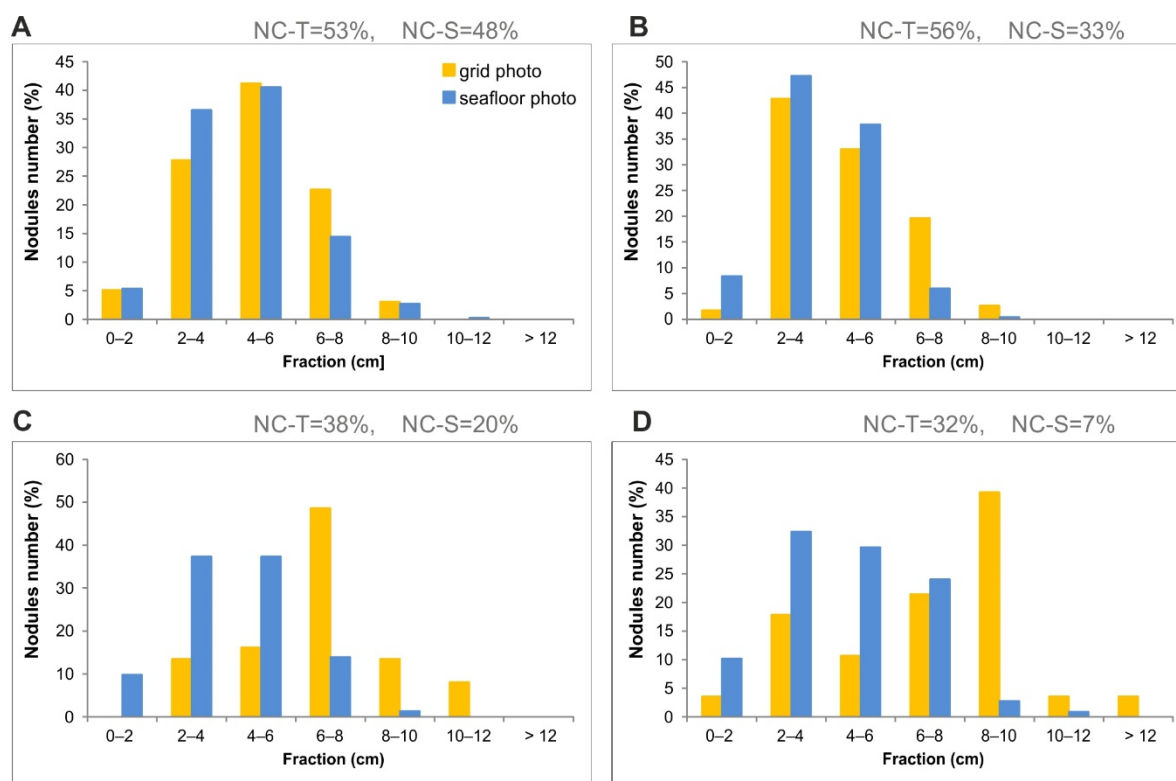 A
NC-T=53%, NC-S=48%
Nodules number (%)
45
40
35
30
25
20
15
10
5
0
grid photo
seafloor photo
0–2 2–4 4–6 6–8 8–10 10–12 > 12
Fraction (cm]
B
NC-T=56%, NC-S=33%
Nodules number (%)
50
45
40
35
30
25
20
15
10
5
0
0–2 2–4 4–6 6–8 8–10 10–12 > 12
Fraction (cm)
C
NC-T=38%, NC-S=20%
Nodules number (%)
60
50
40
30
20
10
0
0–2 2–4 4–6 6–8 8–10 10–12 > 12
Fraction (cm)
D
NC-T=32%, NC-S=7%
Nodules number (%)
45
40
35
30
25
20
15
10
5
0
0–2 2–4 4–6 6–8 8–10 10–12 > 12
Fraction (cm)